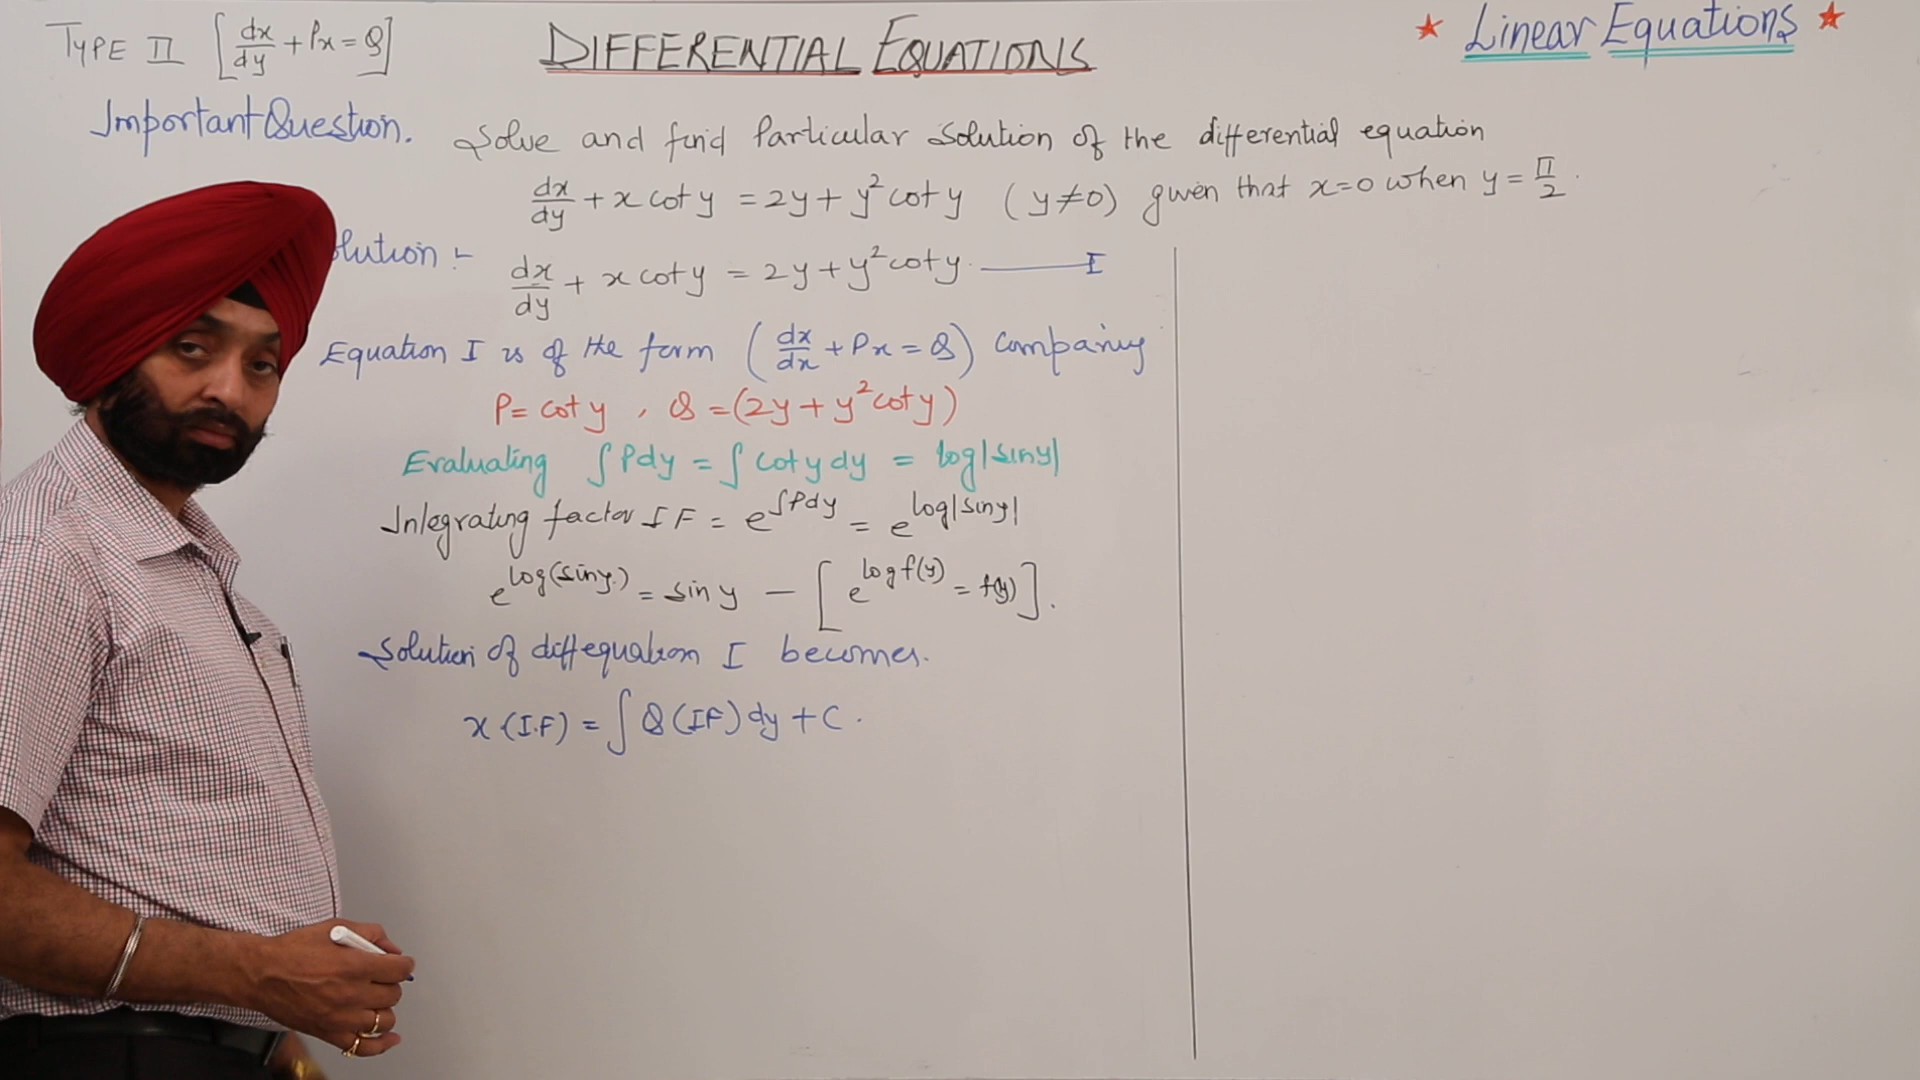 TYPE II [dx/dy + Px = Q]
DIFFERENTIAL EQUATIONS
★ Linear Equations ★
Important Question. Solve and find Particular Solution of the differential equation
dx/dy + x cot y = 2y + y² cot y (y ≠ 0) given that x = 0 when y = π/2.
lution :- dx/dy + x cot y = 2y + y² cot y. — I
Equation I is of the form (dx/dx + Px = Q) Comparing
P = cot y , Q = (2y + y² cot y)
Evaluating ∫ P dy = ∫ cot y dy = log|sin y|
Integrating factor IF = e^∫Pdy = e^log|sin y|
e^log(sin y.) = sin y — [e^log f(y) = f(y)].
Solution of diff equation I becomes.
x (I.F) = ∫ Q (IF) dy + C.